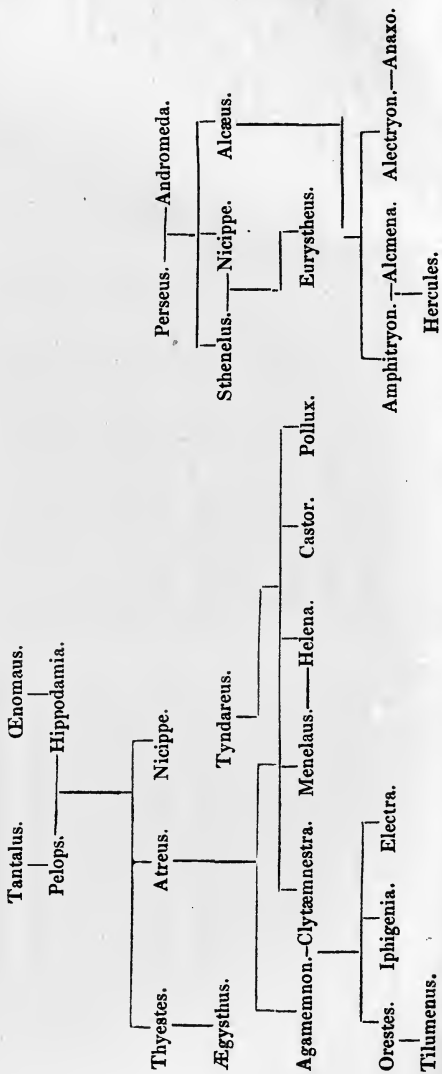 Tantalus. Œnomaus.
Pelops. Hippodamia.
Thyestes. Atreus. Nicippe.
Ægysthus.
Tyndareus.
Agamemnon.-Clytæmnestra. Menelaus. Helena. Castor. Pollux.
Orestes. Iphigenia. Electra.
Tilumenus.
Perseus. Andromeda.
Sthenelus. Nicippe. Alcæus.
Eurystheus.
Amphitryon.—Alcmena. Alectryon.—Anaxo.
Hercules.